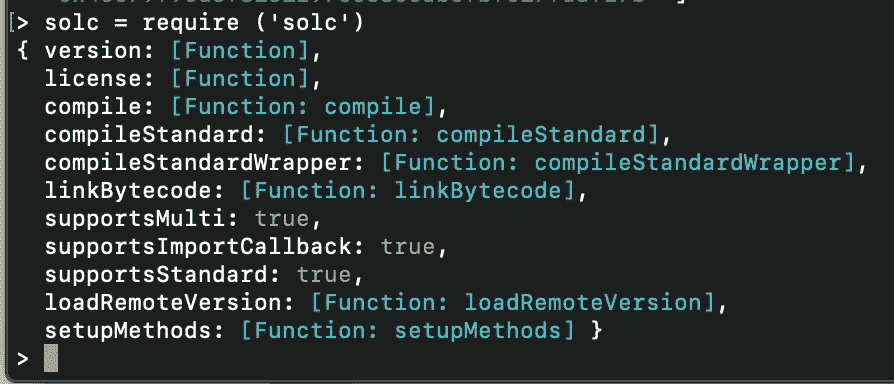 [> solc = require ('solc')
{ version: [Function],
license: [Function],
compile: [Function: compile],
compileStandard: [Function: compileStandard],
compileStandardWrapper: [Function: compileStandardWrapper],
linkBytecode: [Function: linkBytecode],
supportsMulti: true,
supportsImportCallback: true,
supportsStandard: true,
loadRemoteVersion: [Function: loadRemoteVersion],
setupMethods: [Function: setupMethods] }
>